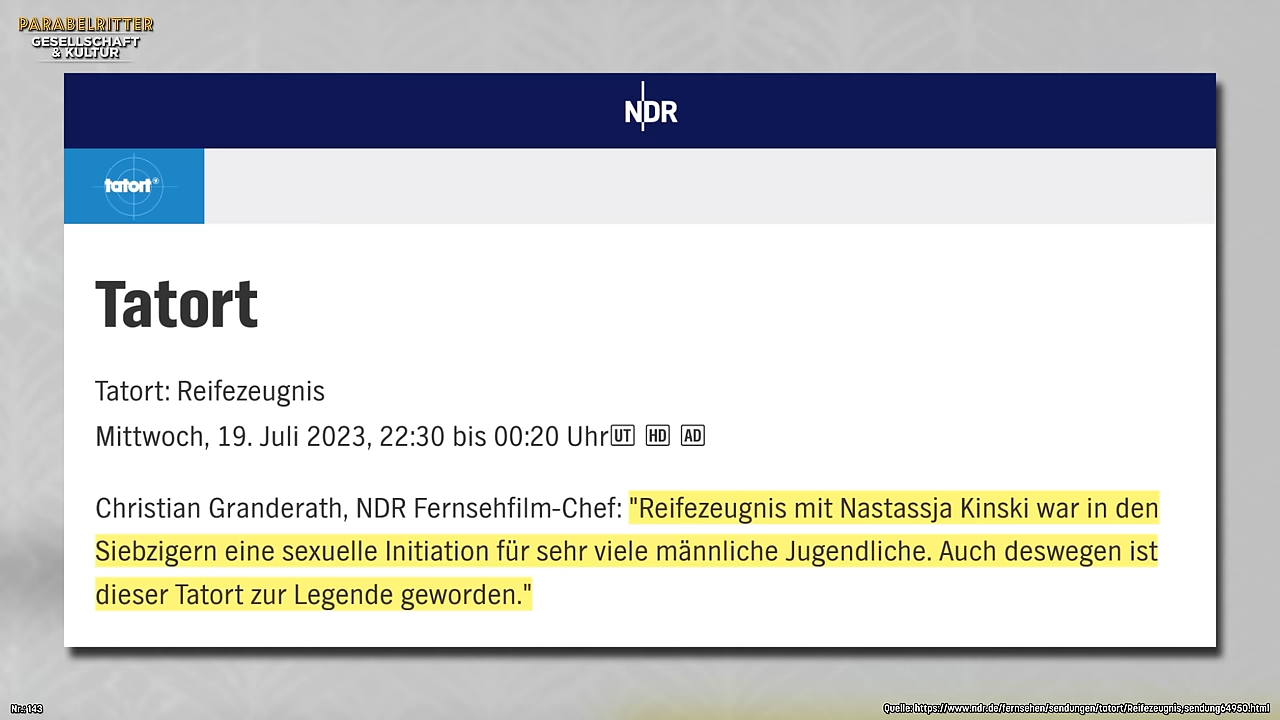 PARABELRITTER
GESELLSCHAFT
& KULTUR
NDR
tatort
Tatort
Tatort: Reifezeugnis
Mittwoch, 19. Juli 2023, 22:30 bis 00:20 Uhr UT HD AD
Christian Granderath, NDR Fernsehfilm-Chef: "Reifezeugnis mit Nastassja Kinski war in den
Siebzigern eine sexuelle Initiation für sehr viele männliche Jugendliche. Auch deswegen ist
dieser Tatort zur Legende geworden."
Nr.: 143
Quelle: https://www.ndr.de/fernsehen/sendungen/tatort/Reifezeugnis,sendung64950.html